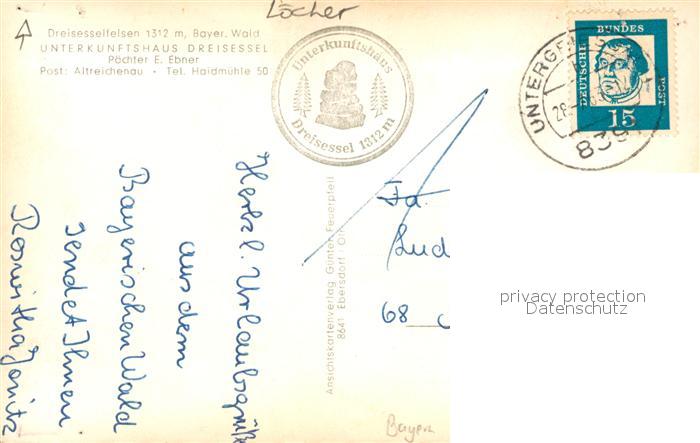 Löcher
Dreisesselfelsen 1312 m, Bayer. Wald
UNTERKUNFTSHAUS DREISESSEL
Pächter E. Ebner
Post: Altreichenau • Tel. Haidmühle 50
Unterkunftshaus
Dreisessel 1312 m
DEUTSCHE BUNDES POST
15
Herzl. Urlaubsgrüße
aus dem
Bayerischen Wald
sendet Ihnen
Roswitha
Ansichtskartenverlag Günter Feuerpfeil
8641 Ebersdorf
Fa.
68
privacy protection
Datenschutz
Bayern